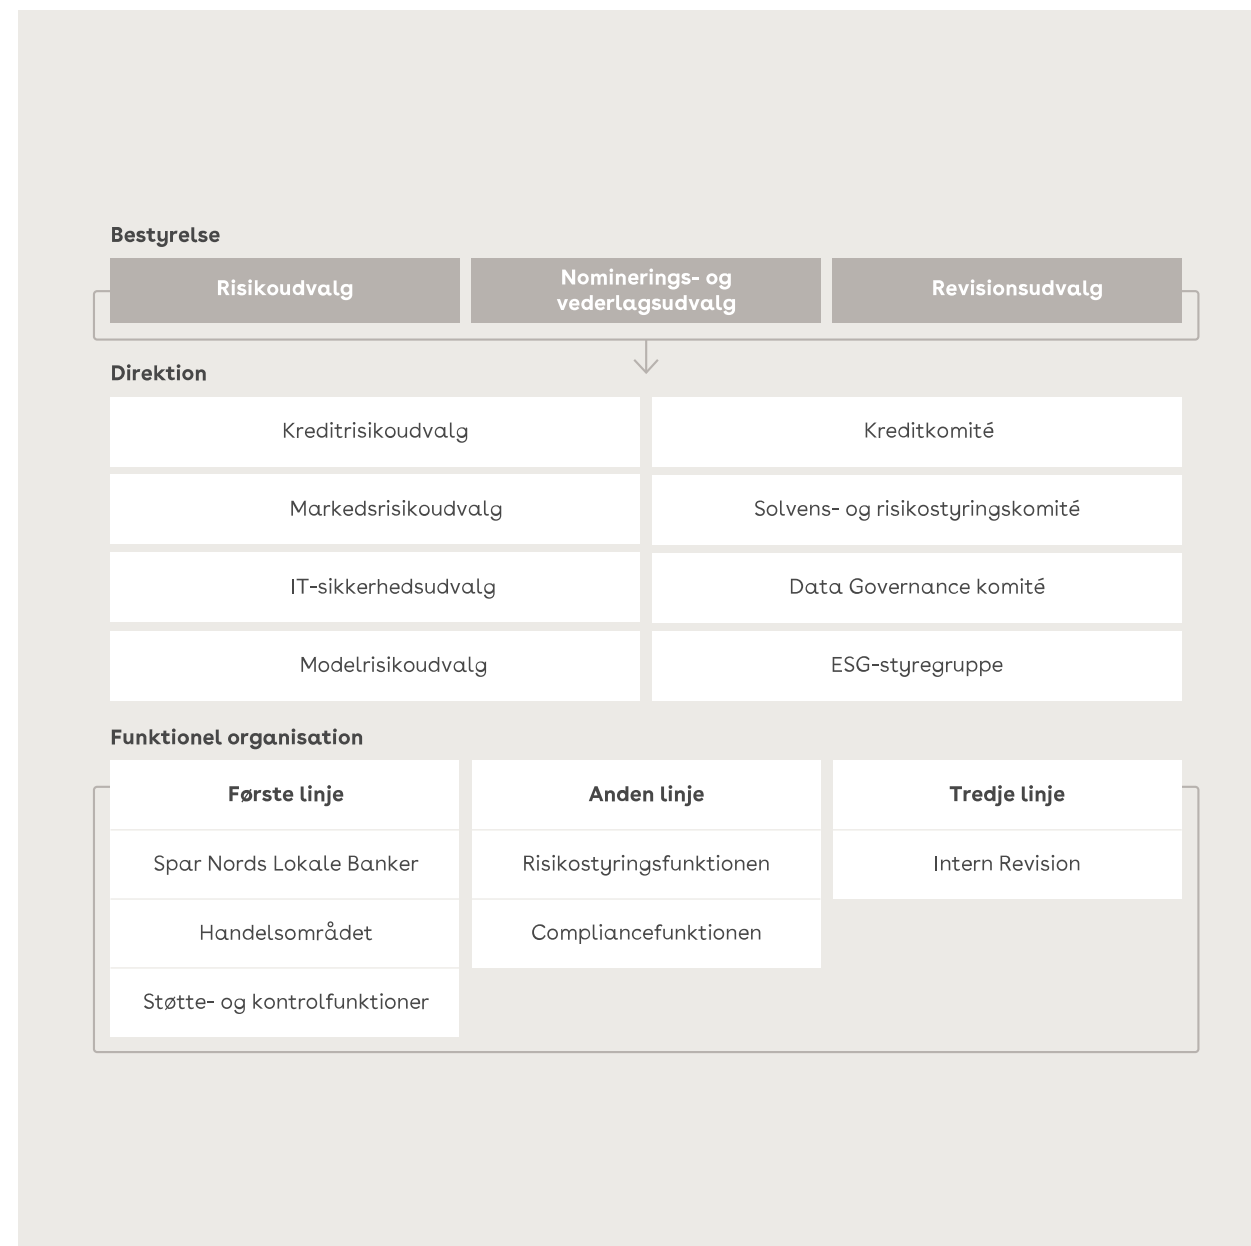 Bestyrelse
Risikoudvalg
Nominerings- og
vederlagsudvalg
Revisionsudvalg
Direktion
Kreditrisikoudvalg
Kreditkomité
Markedsrisikoudvalg
Solvens- og risikostyringskomité
IT-sikkerhedsudvalg
Data Governance komité
Modelrisikoudvalg
ESG-styregruppe
Funktionel organisation
Første linje
Anden linje
Tredje linje
Spar Nords Lokale Banker
Risikostyringsfunktionen
Intern Revision
Handelsområdet
Compliancefunktionen
Støtte- og kontrolfunktioner